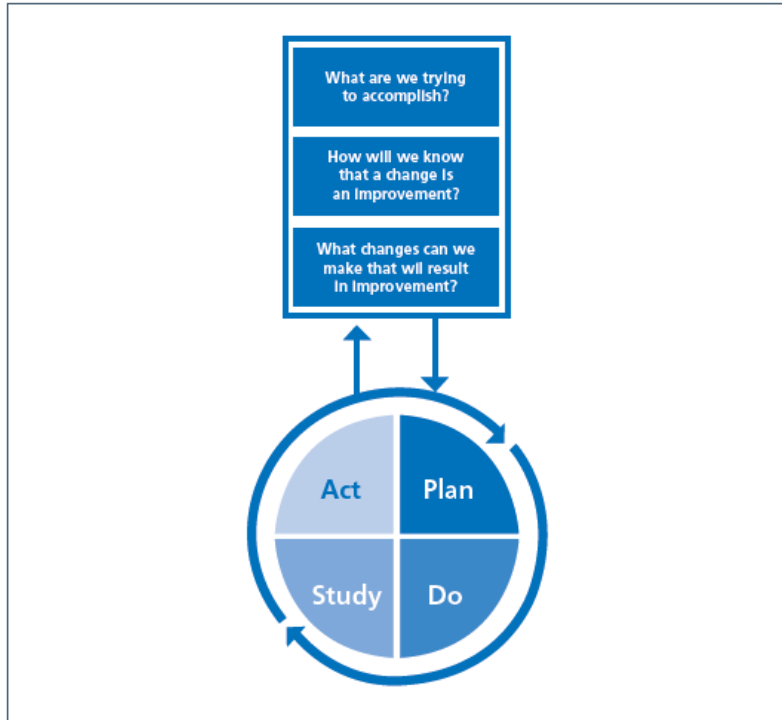 What are we trying
to accomplish?
How will we know
that a change is
an improvement?
What changes can we
make that will result
in improvement?
Act
Plan
Study
Do